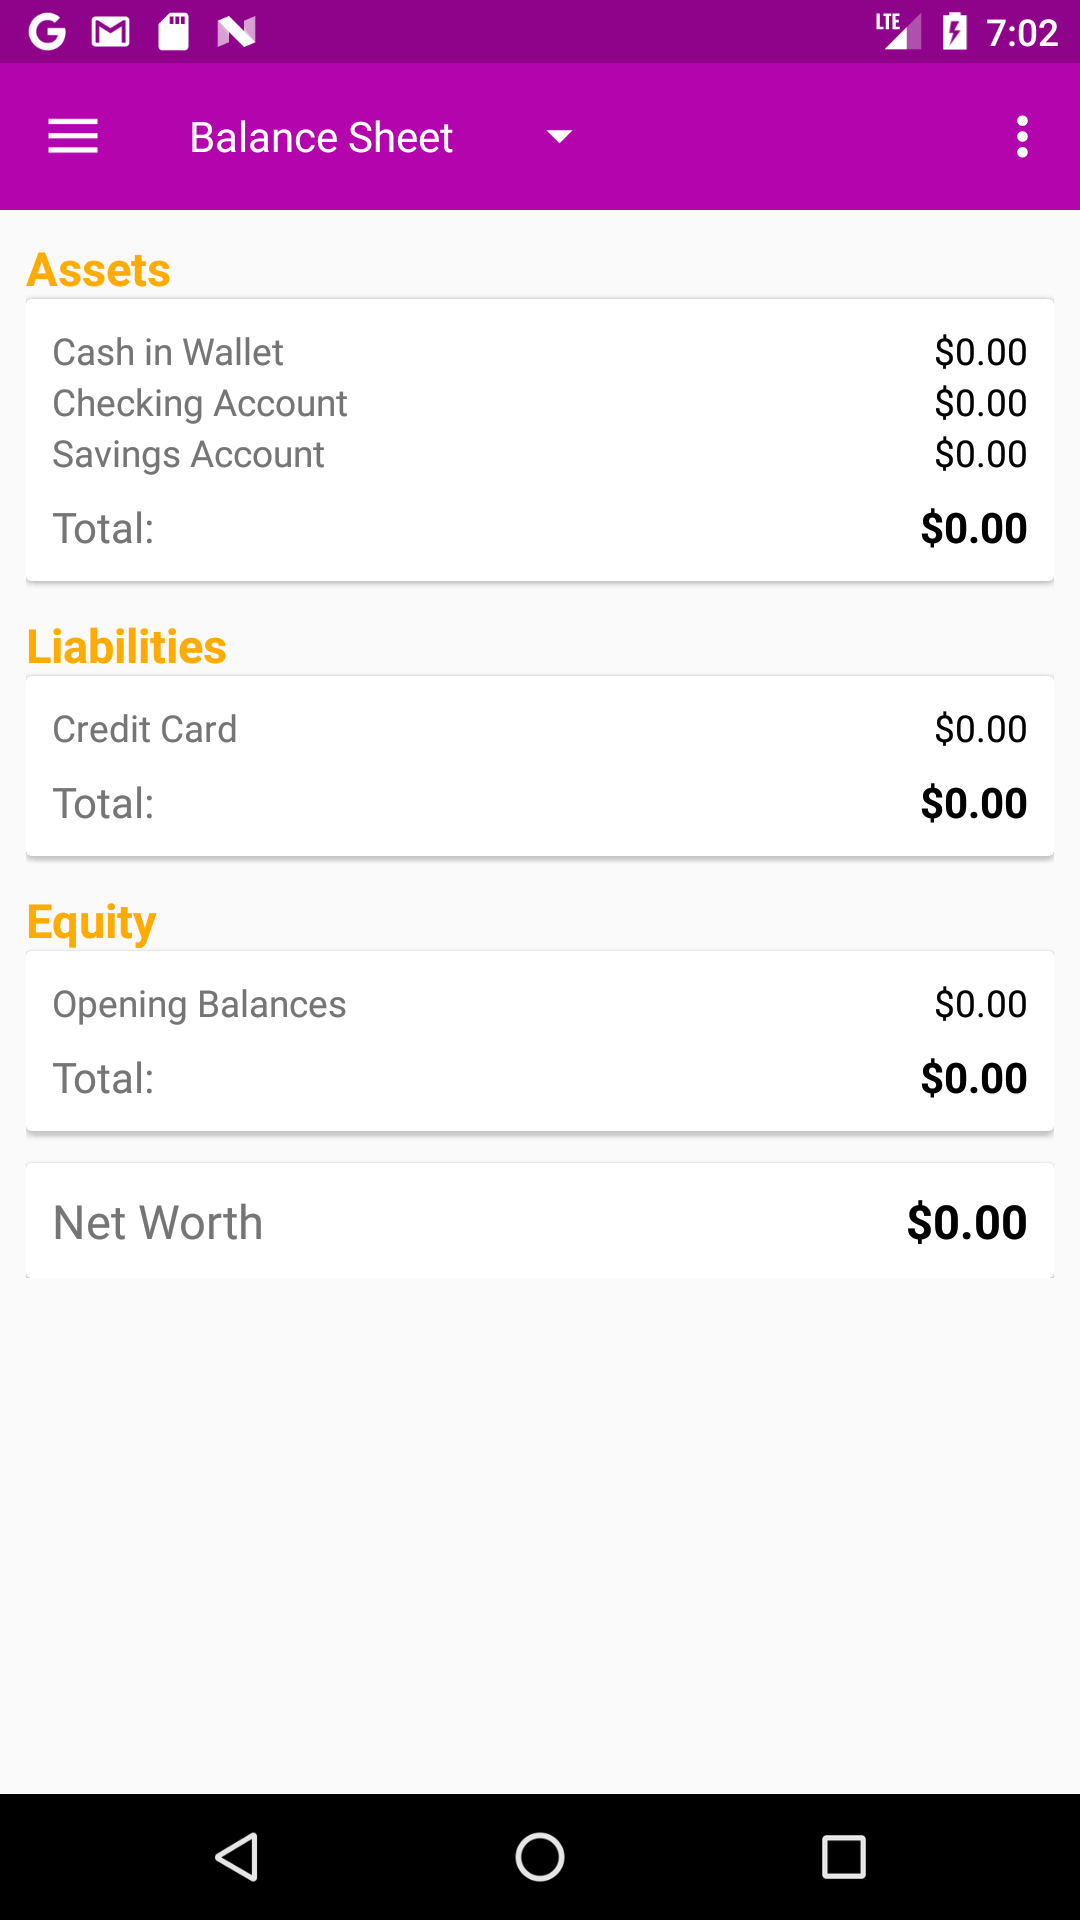 LTE 7:02
Balance Sheet
Assets
Cash in Wallet $0.00
Checking Account $0.00
Savings Account $0.00
Total: $0.00
Liabilities
Credit Card $0.00
Total: $0.00
Equity
Opening Balances $0.00
Total: $0.00
Net Worth $0.00